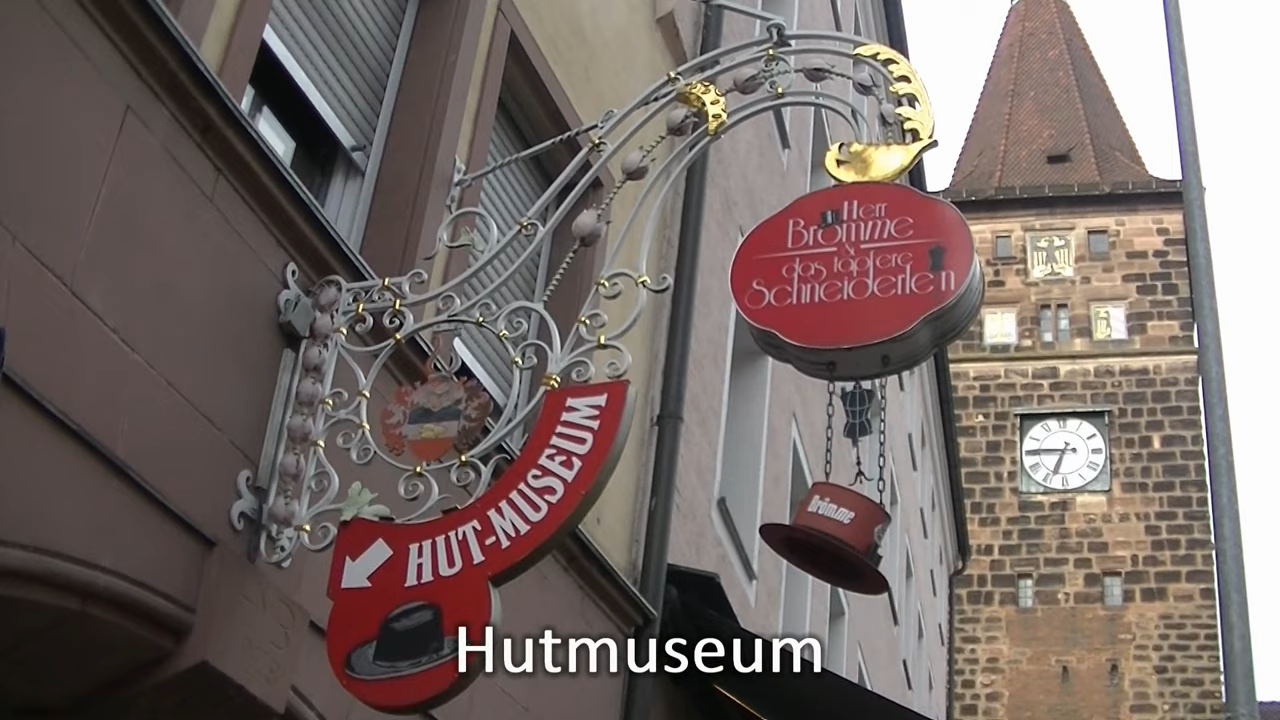 Herr
Brömme
&
das tapfere
Schneiderlein
Brömme
HUT-MUSEUM
Hutmuseum